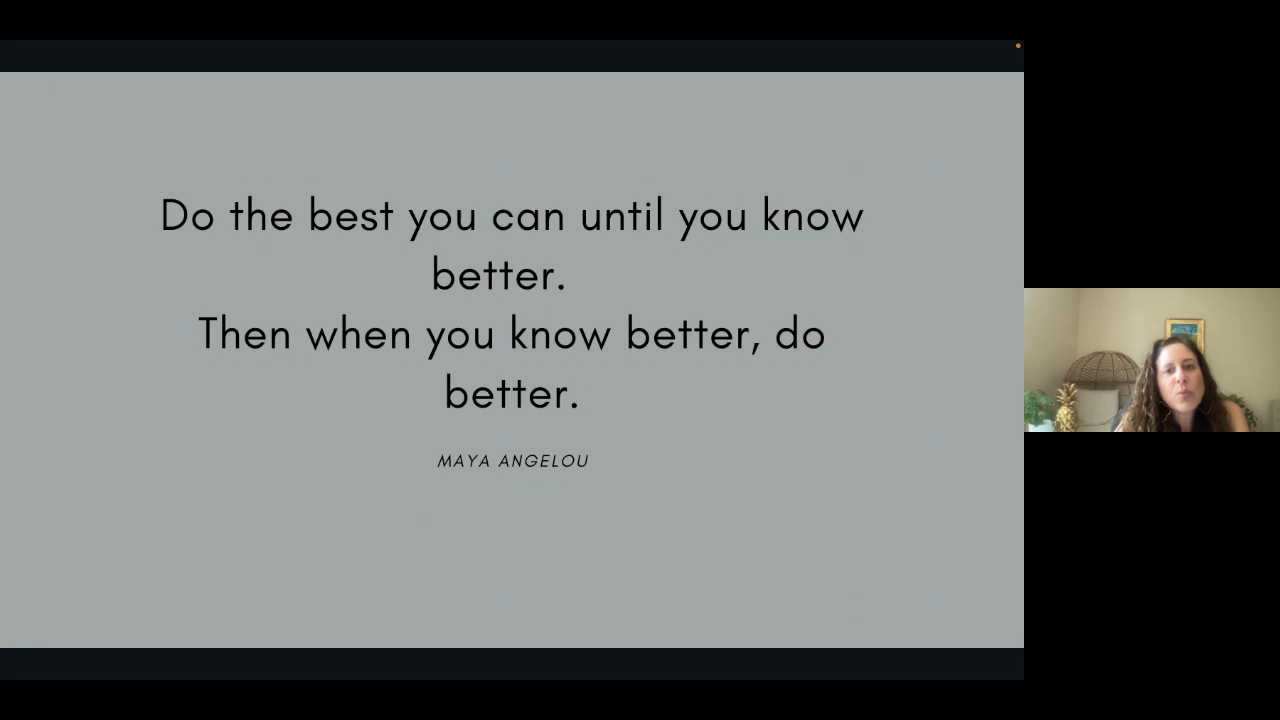 Do the best you can until you know
better.
Then when you know better, do
better.
MAYA ANGELOU